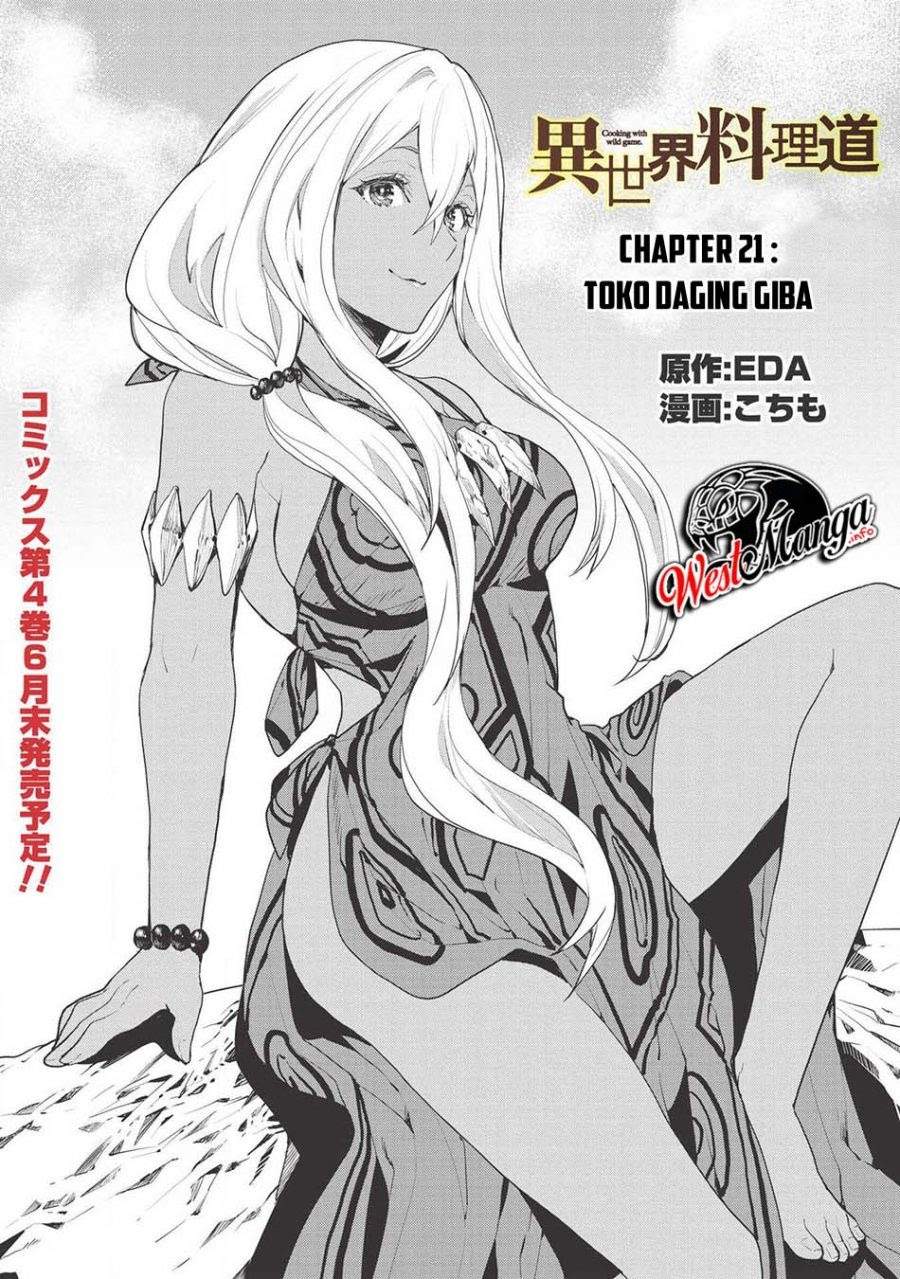 Cooking with
wild game.
異世界料理道
CHAPTER 21 :
TOKO DAGING GIBA
原作:EDA
漫画:こちも
WestManga
.info
コミックス第4巻6月末発売予定!!